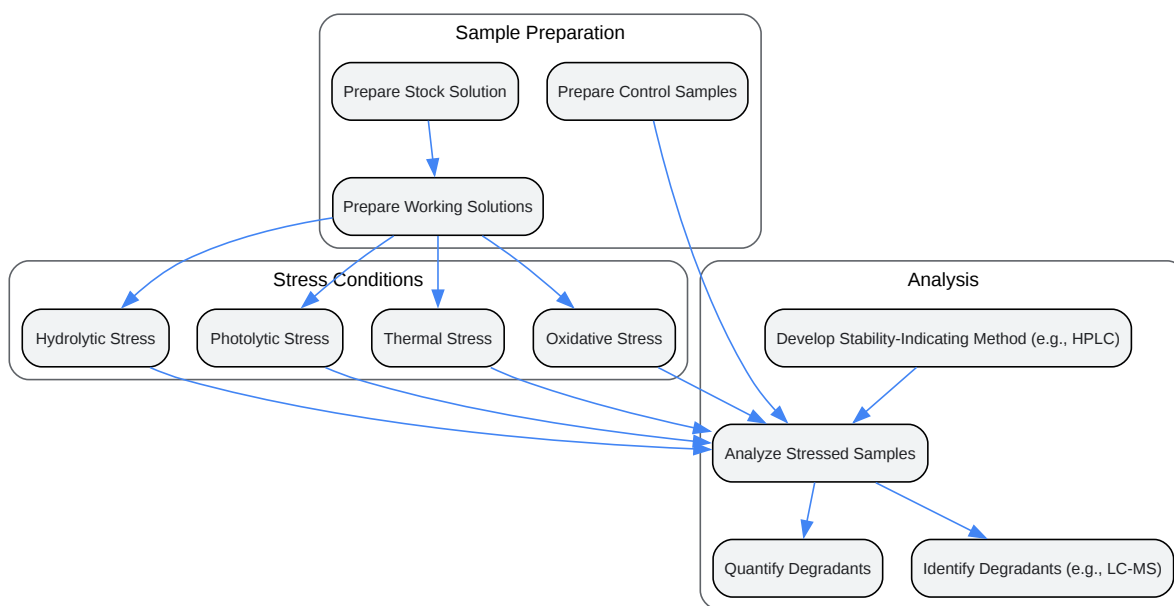 Sample Preparation
Prepare Stock Solution
Prepare Control Samples
Prepare Working Solutions
Stress Conditions
Hydrolytic Stress
Photolytic Stress
Thermal Stress
Oxidative Stress
Analysis
Develop Stability-Indicating Method (e.g., HPLC)
Analyze Stressed Samples
Quantify Degradants
Identify Degradants (e.g., LC-MS)